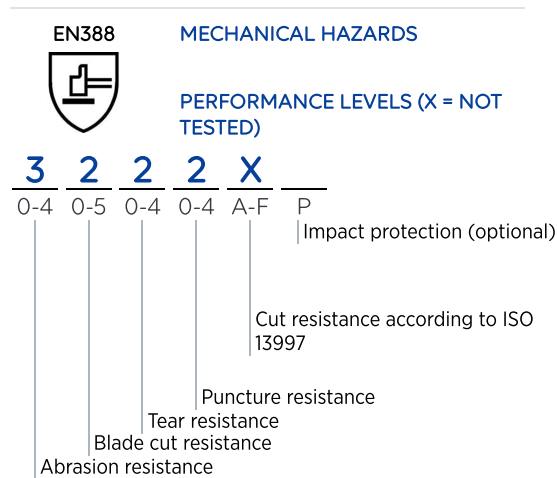 EN388
MECHANICAL HAZARDS
PERFORMANCE LEVELS (X = NOT
TESTED)
3 2 2 2 X
0-4 0-5 0-4 0-4 A-F P
Impact protection (optional)
Cut resistance according to ISO
13997
Puncture resistance
Tear resistance
Blade cut resistance
Abrasion resistance